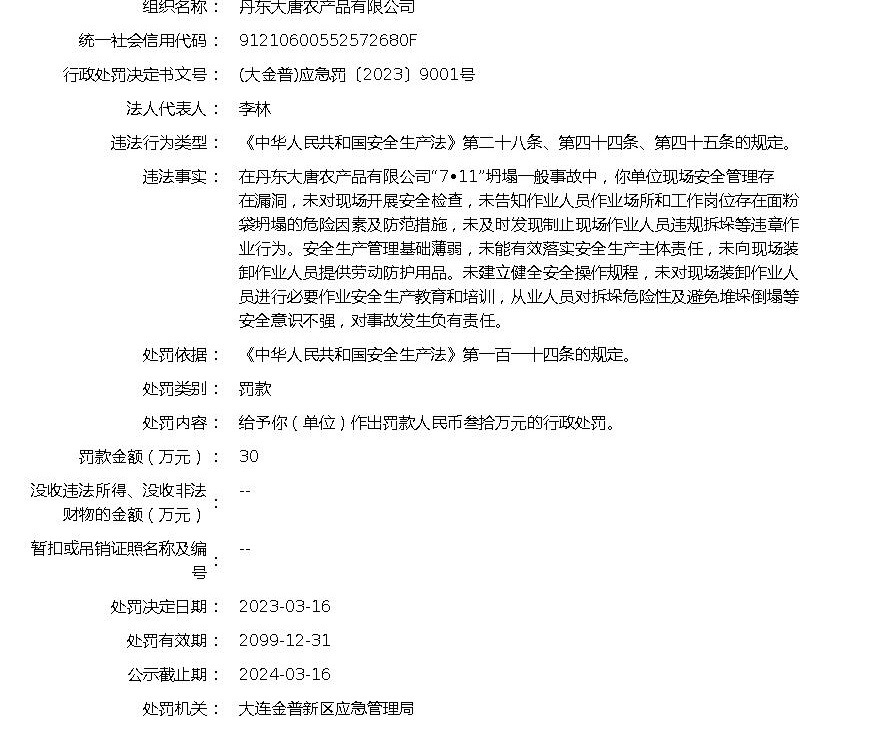 组织名称： 丹东大唐农产品有限公司
统一社会信用代码： 91210600552572680F
行政处罚决定书文号： (大金普)应急罚〔2023〕9001号
法人代表人： 李林
违法行为类型： 《中华人民共和国安全生产法》第二十八条、第四十四条、第四十五条的规定。
违法事实： 在丹东大唐农产品有限公司“7•11”坍塌一般事故中，你单位现场安全管理存
在漏洞，未对现场开展安全检查，未告知作业人员作业场所和工作岗位存在面粉
袋坍塌的危险因素及防范措施，未及时发现制止现场作业人员违规拆垛等违章作
业行为。安全生产管理基础薄弱，未能有效落实安全生产主体责任，未向现场装
卸作业人员提供劳动防护用品。未建立健全安全操作规程，未对现场装卸作业人
员进行必要作业安全生产教育和培训，从业人员对拆垛危险性及避免堆垛倒塌等
安全意识不强，对事故发生负有责任。
处罚依据： 《中华人民共和国安全生产法》第一百一十四条的规定。
处罚类别： 罚款
处罚内容： 给予你（单位）作出罚款人民币叁拾万元的行政处罚。
罚款金额（万元）： 30
没收违法所得、没收非法
财物的金额（万元）： --
暂扣或吊销证照名称及编
号： --
处罚决定日期： 2023-03-16
处罚有效期： 2099-12-31
公示截止期： 2024-03-16
处罚机关： 大连金普新区应急管理局